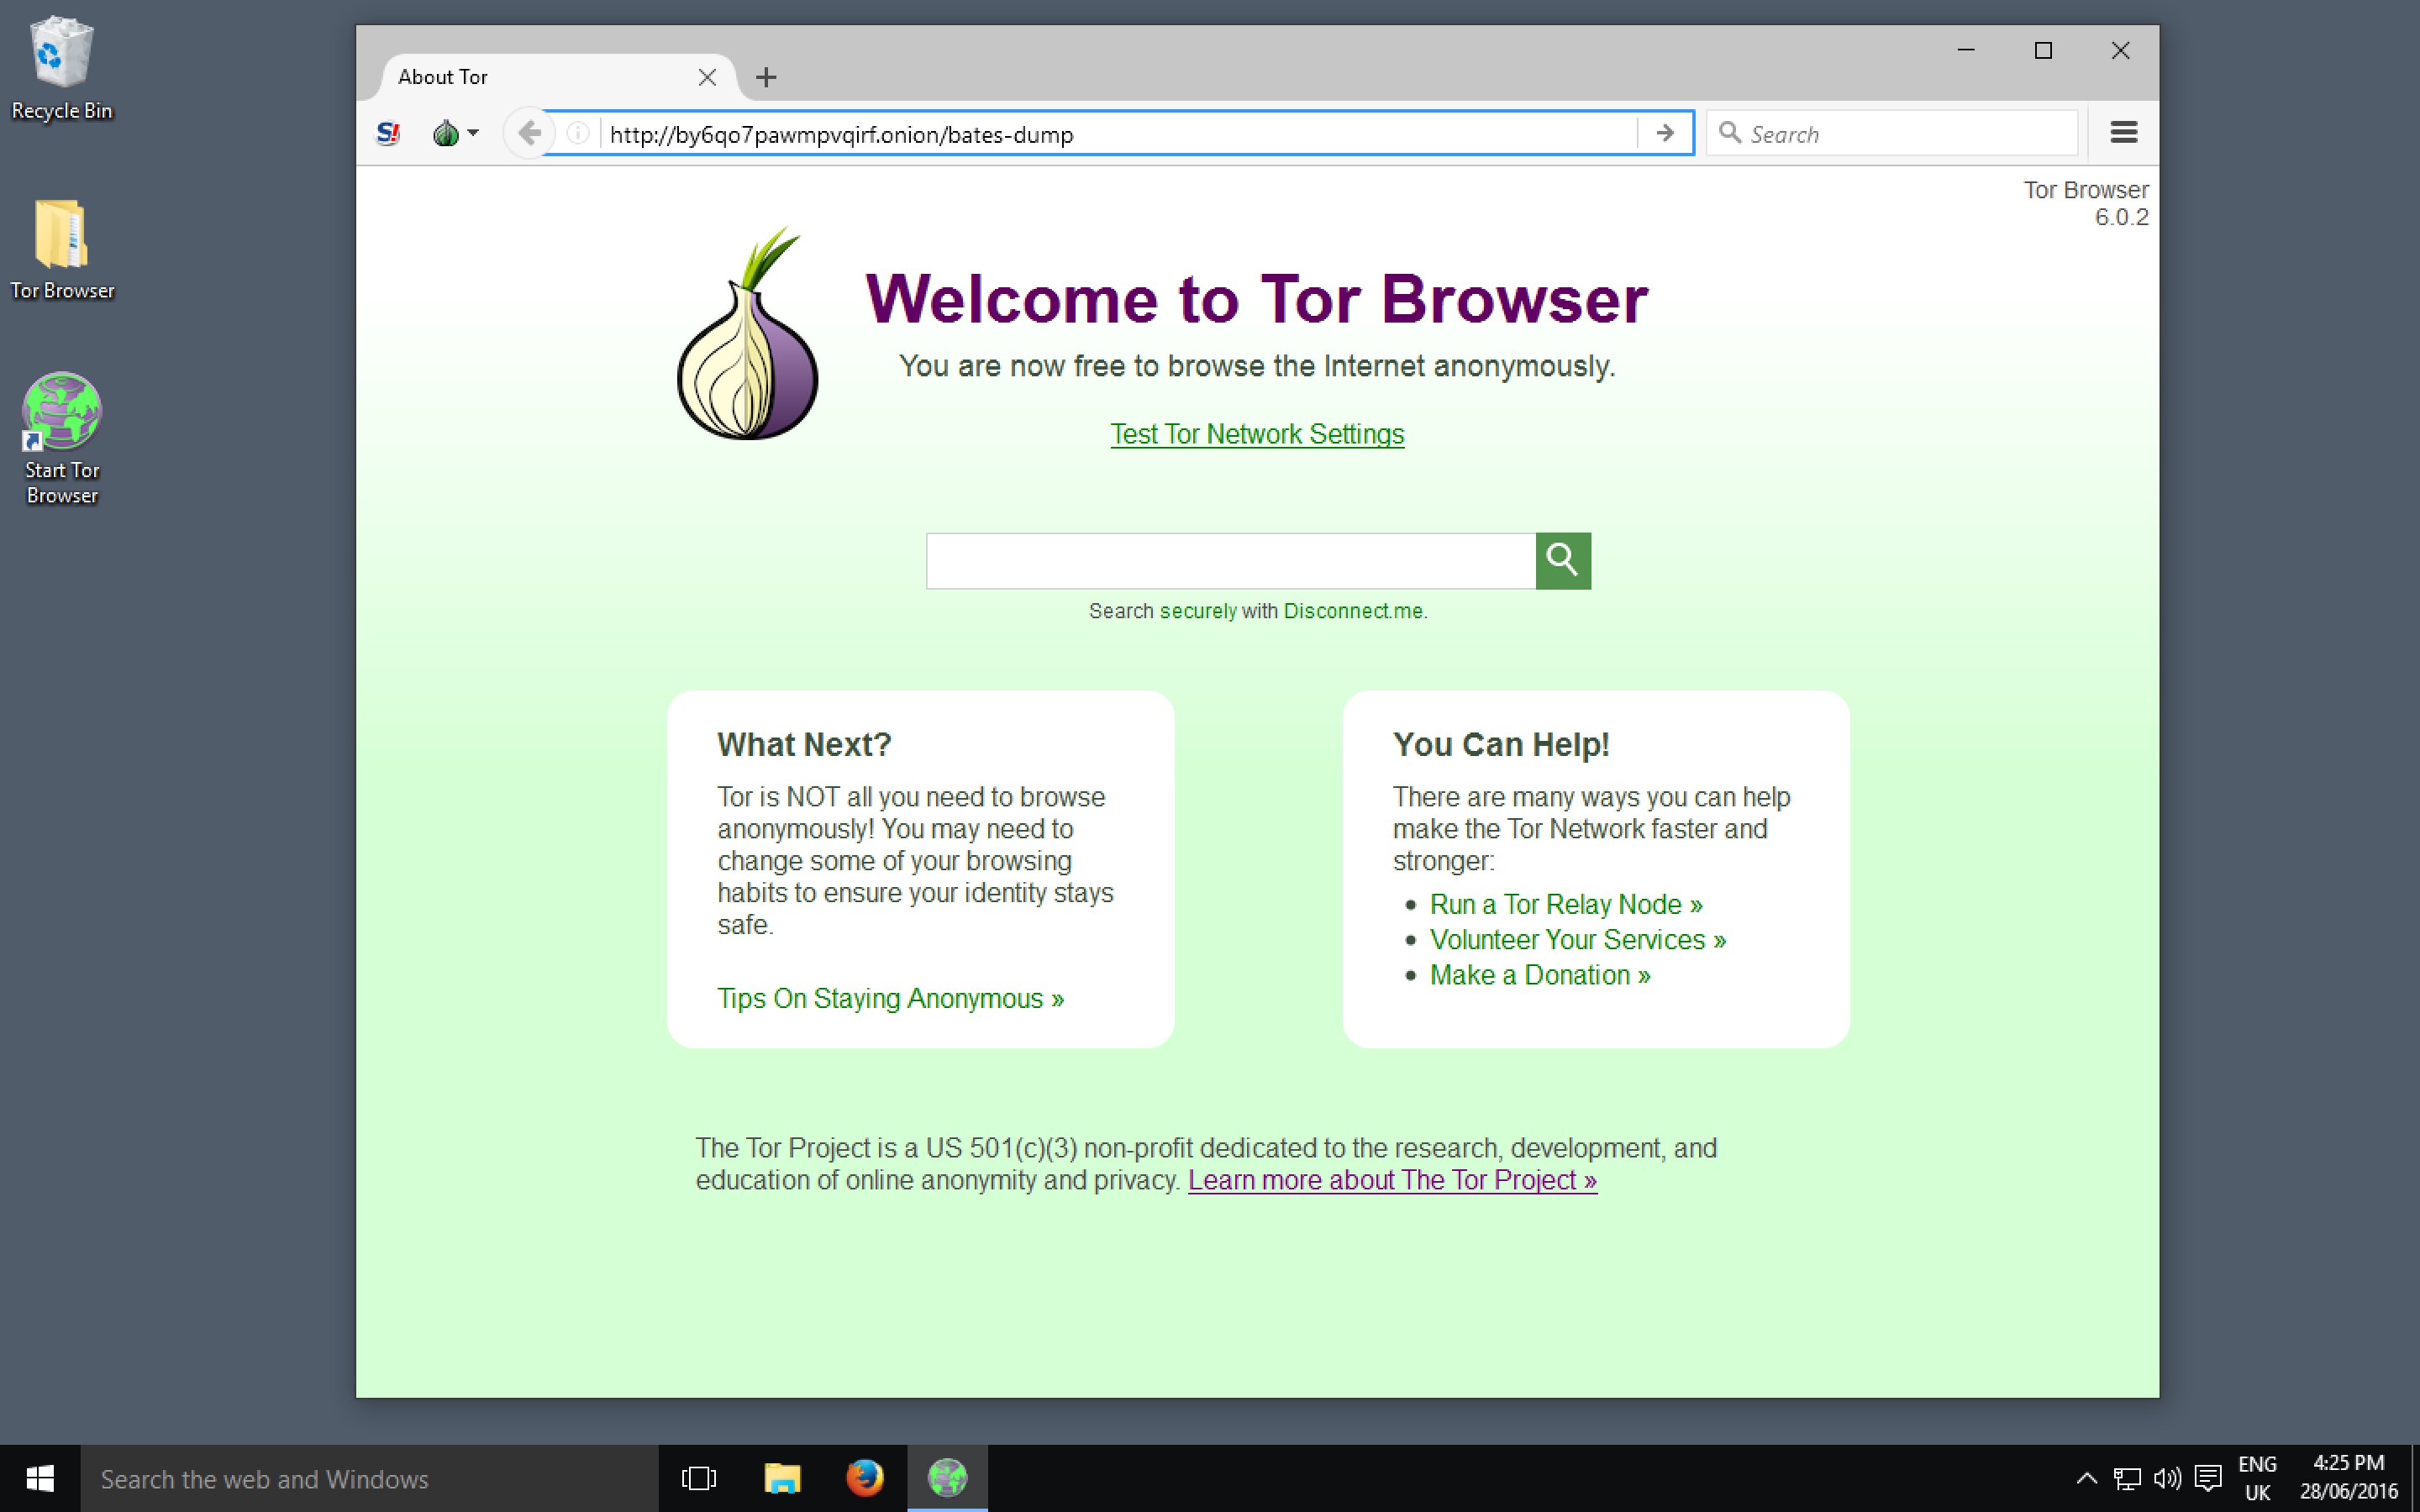 Recycle Bin
Tor Browser
Start Tor
Browser
About Tor
S!
http://by6qo7pawmpvqirf.onion/bates-dump
Search
Tor Browser
6.0.2
Welcome to Tor Browser
You are now free to browse the Internet anonymously.
Test Tor Network Settings
Search securely with Disconnect.me.
What Next?
Tor is NOT all you need to browse
anonymously! You may need to
change some of your browsing
habits to ensure your identity stays
safe.
Tips On Staying Anonymous »
You Can Help!
There are many ways you can help
make the Tor Network faster and
stronger:
Run a Tor Relay Node »
Volunteer Your Services »
Make a Donation »
The Tor Project is a US 501(c)(3) non-profit dedicated to the research, development, and
education of online anonymity and privacy. Learn more about The Tor Project »
Search the web and Windows
ENG
UK
4:25 PM
28/06/2016